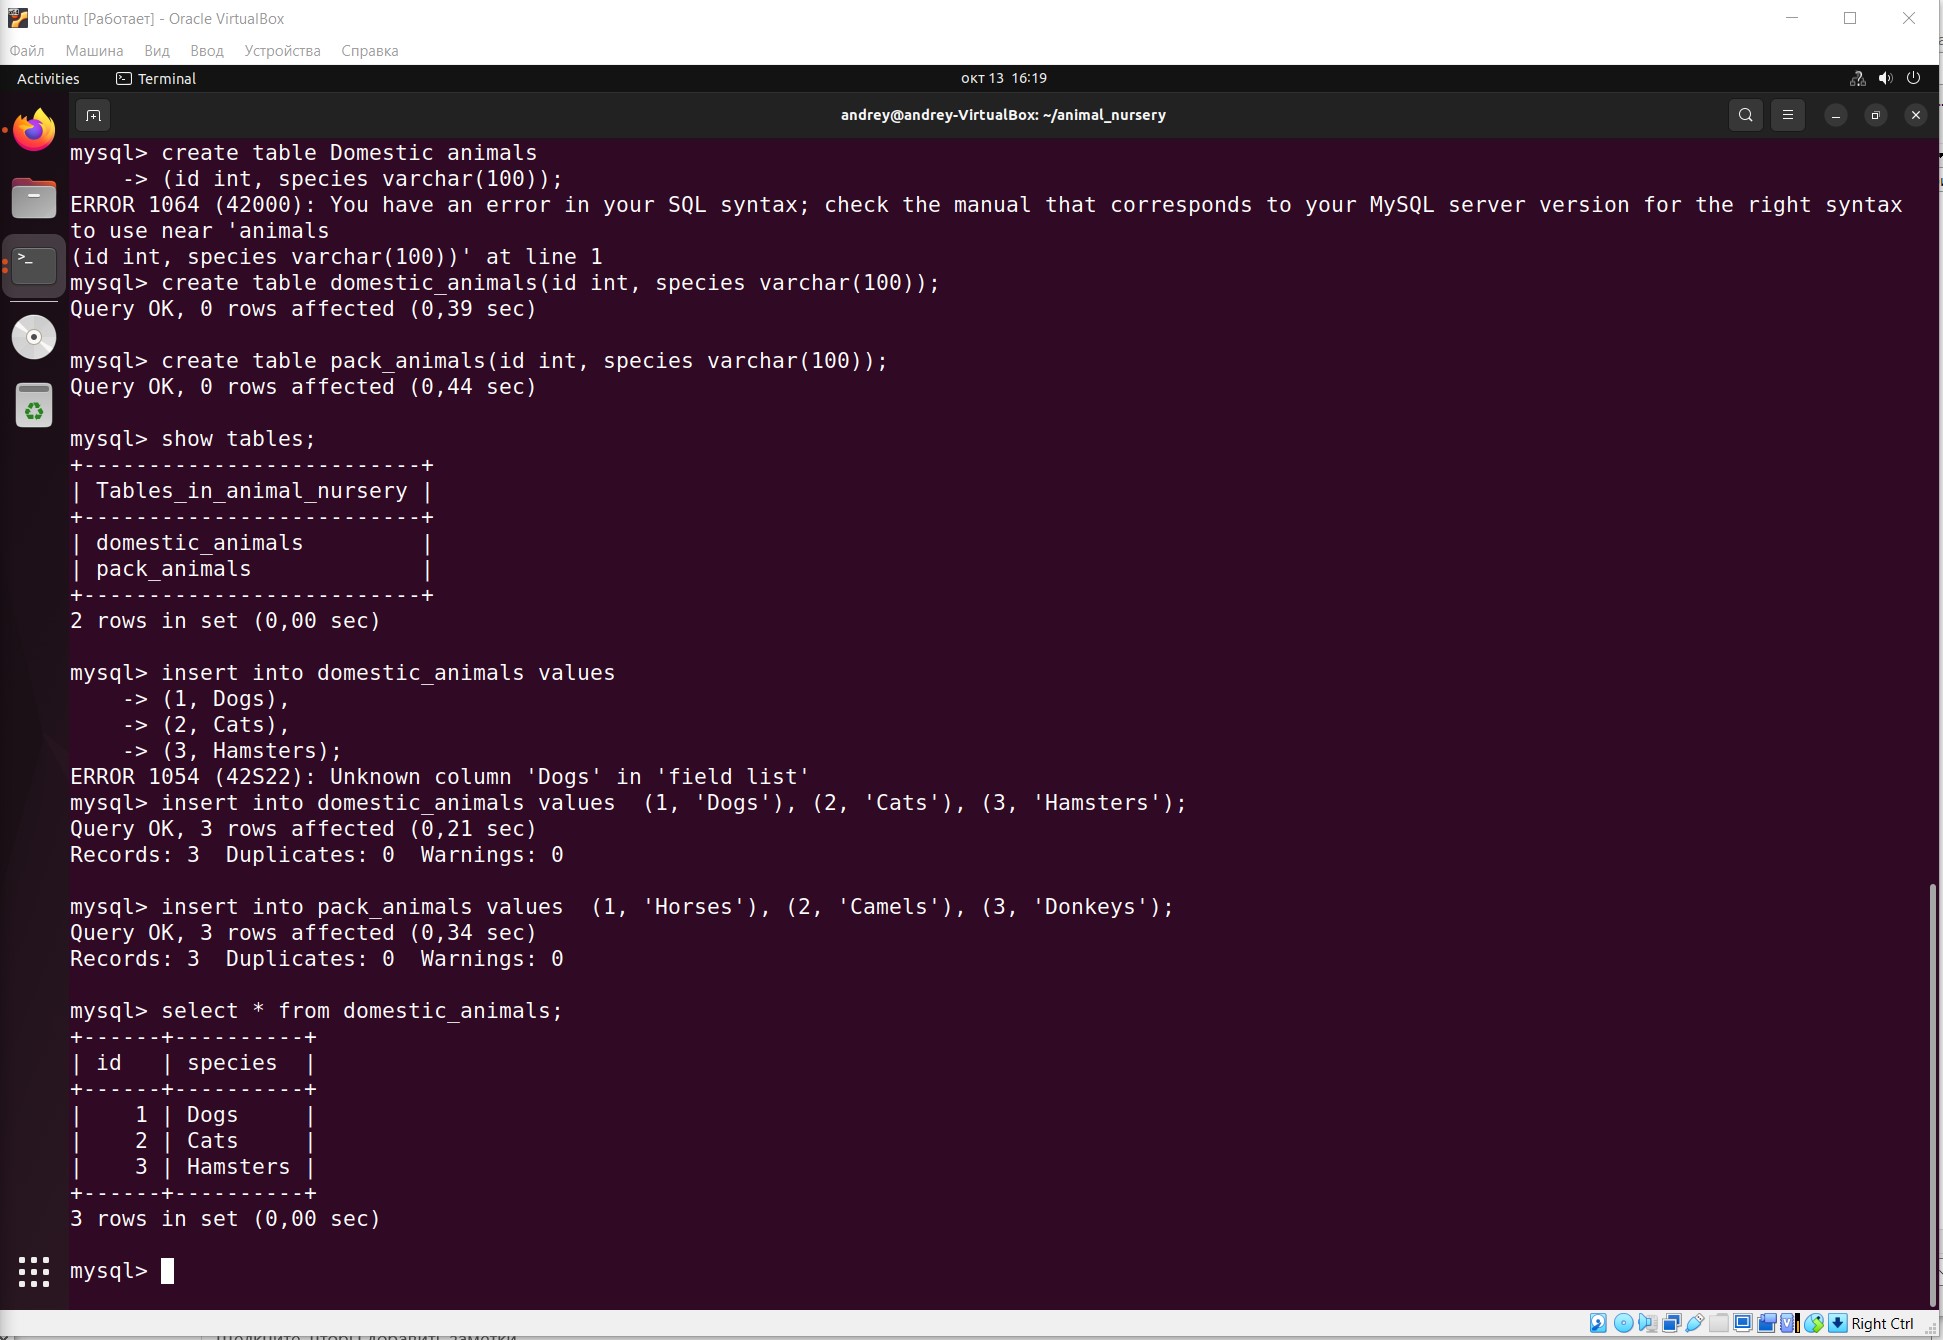 ubuntu [Работает] - Oracle VirtualBox
Файл Машина Вид Ввод Устройства Справка
Activities Terminal окт 13 16:19
andrey@andrey-VirtualBox: ~/animal_nursery
mysql> create table Domestic animals
    -> (id int, species varchar(100));
ERROR 1064 (42000): You have an error in your SQL syntax; check the manual that corresponds to your MySQL server version for the right syntax
to use near 'animals
(id int, species varchar(100))' at line 1
mysql> create table domestic_animals(id int, species varchar(100));
Query OK, 0 rows affected (0,39 sec)
mysql> create table pack_animals(id int, species varchar(100));
Query OK, 0 rows affected (0,44 sec)
mysql> show tables;
+--------------------------+
| Tables_in_animal_nursery |
+--------------------------+
| domestic_animals         |
| pack_animals             |
+--------------------------+
2 rows in set (0,00 sec)
mysql> insert into domestic_animals values
    -> (1, Dogs),
    -> (2, Cats),
    -> (3, Hamsters);
ERROR 1054 (42S22): Unknown column 'Dogs' in 'field list'
mysql> insert into domestic_animals values  (1, 'Dogs'), (2, 'Cats'), (3, 'Hamsters');
Query OK, 3 rows affected (0,21 sec)
Records: 3  Duplicates: 0  Warnings: 0
mysql> insert into pack_animals values  (1, 'Horses'), (2, 'Camels'), (3, 'Donkeys');
Query OK, 3 rows affected (0,34 sec)
Records: 3  Duplicates: 0  Warnings: 0
mysql> select * from domestic_animals;
+------+----------+
| id   | species  |
+------+----------+
|    1 | Dogs     |
|    2 | Cats     |
|    3 | Hamsters |
+------+----------+
3 rows in set (0,00 sec)
mysql>
Right Ctrl